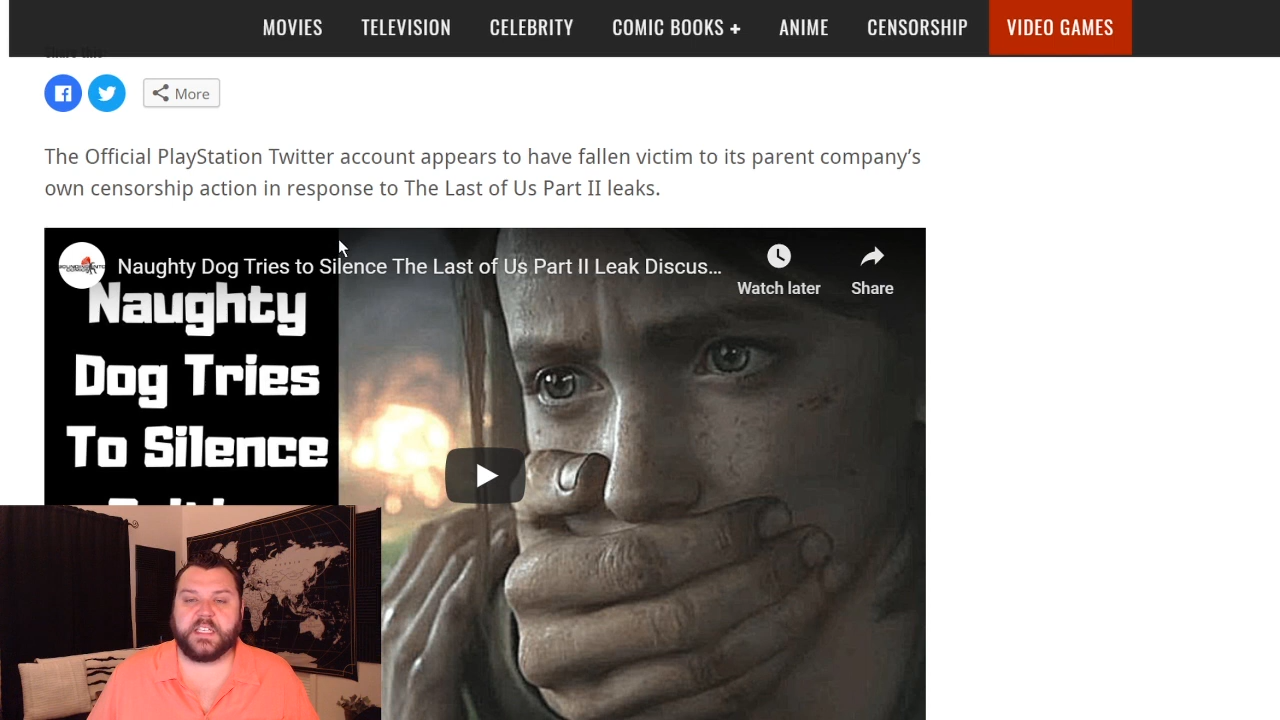 MOVIES TELEVISION CELEBRITY COMIC BOOKS + ANIME CENSORSHIP VIDEO GAMES
Share this:
More
The Official PlayStation Twitter account appears to have fallen victim to its parent company’s
own censorship action in response to The Last of Us Part II leaks.
Naughty Dog Tries to Silence The Last of Us Part II Leak Discus...
Watch later
Share
Naughty
Dog Tries
To Silence